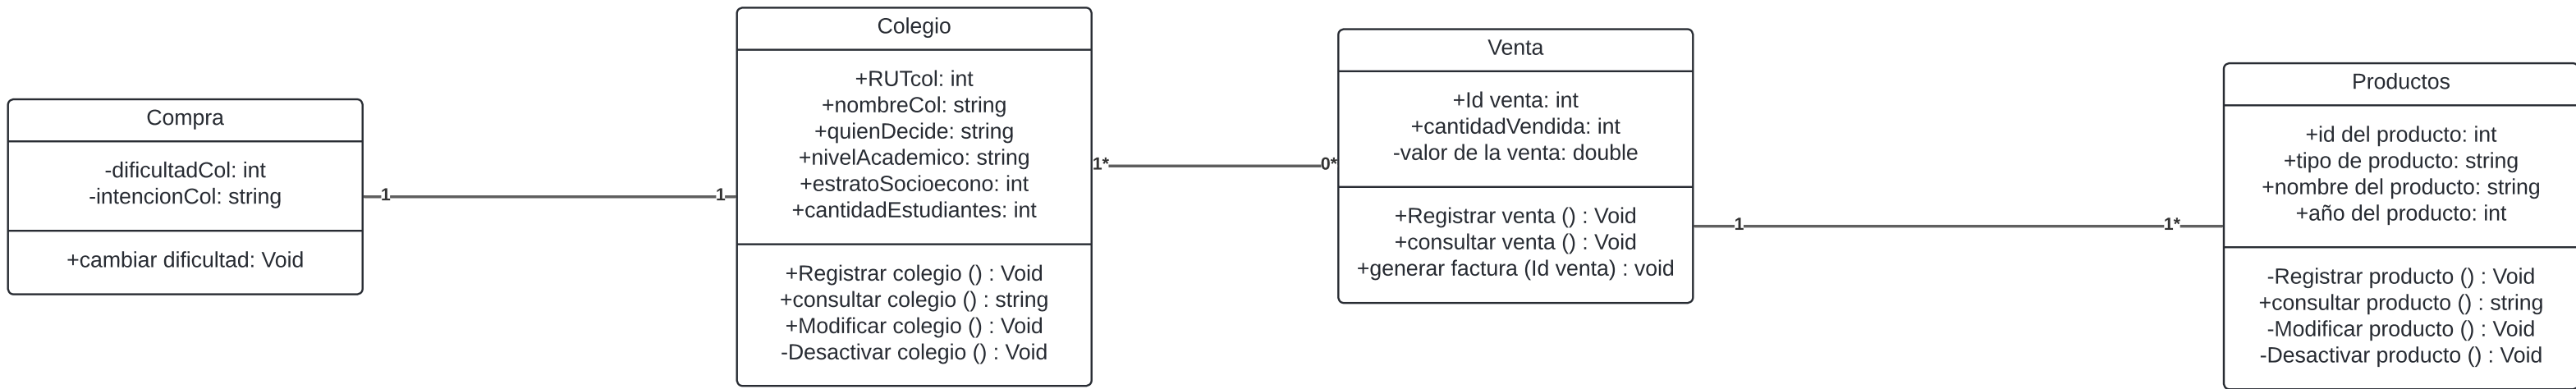 Compra
-dificultadCol: int
-intencionCol: string
+cambiar dificultad: Void
1
1
Colegio
+RUTcol: int
+nombreCol: string
+quienDecide: string
+nivelAcademico: string
+estratoSocioecono: int
+cantidadEstudiantes: int
+Registrar colegio () : Void
+consultar colegio () : string
+Modificar colegio () : Void
-Desactivar colegio () : Void
1*
0*
Venta
+Id venta: int
+cantidadVendida: int
-valor de la venta: double
+Registrar venta () : Void
+consultar venta () : Void
+generar factura (Id venta) : void
1
1*
Productos
+id del producto: int
+tipo de producto: string
+nombre del producto: string
+año del producto: int
-Registrar producto () : Void
+consultar producto () : string
-Modificar producto () : Void
-Desactivar producto () : Void